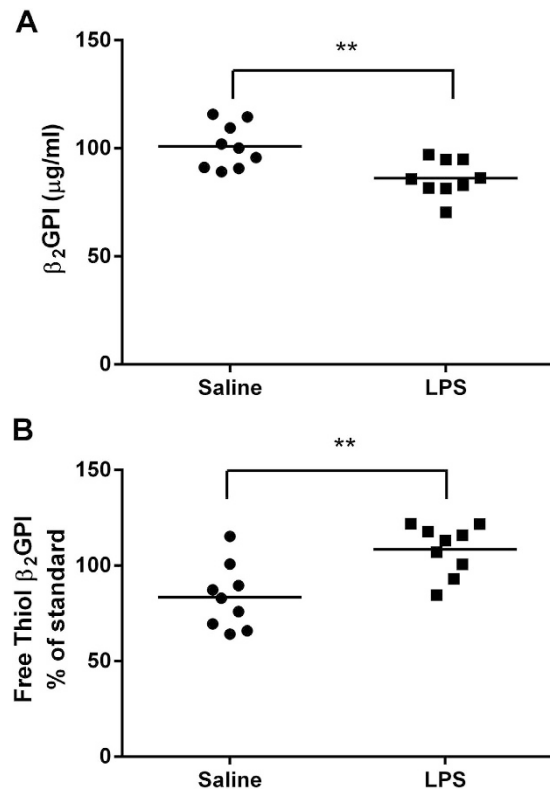 A
150
**
100
β₂GPI (μg/ml)
50
0
Saline LPS
B
150
**
100
Free Thiol β₂GPI
% of standard
50
0
Saline LPS